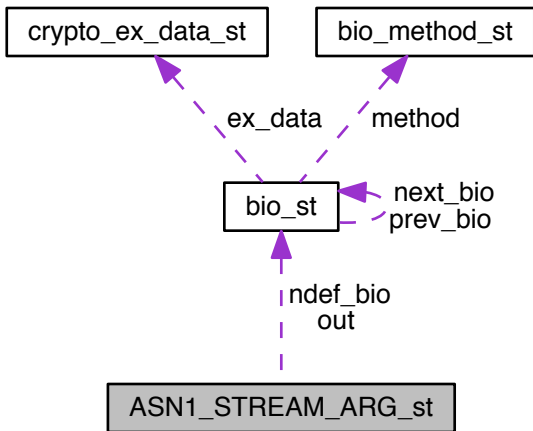 crypto_ex_data_st
bio_method_st
ex_data
method
bio_st
next_bio
prev_bio
ndef_bio
out
ASN1_STREAM_ARG_st